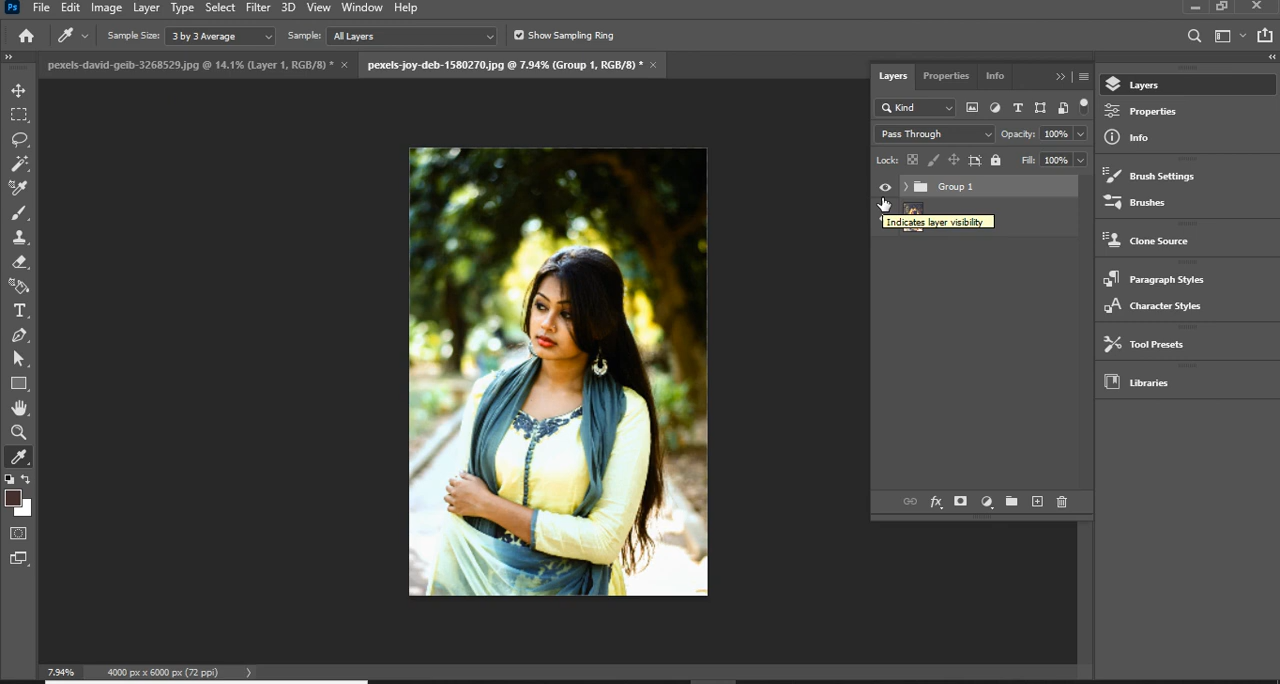 Ps File Edit Image Layer Type Select Filter 3D View Window Help
Sample Size: 3 by 3 Average Sample: All Layers Show Sampling Ring
pexels-david-geib-3268529.jpg @ 14.1% (Layer 1, RGB/8) * pexels-joy-deb-1580270.jpg @ 7.94% (Group 1, RGB/8) *
Layers Properties Info
Kind
Pass Through Opacity: 100%
Lock: Fill: 100%
Group 1
Indicates layer visibility
Layers
Properties
Info
Brush Settings
Brushes
Clone Source
Paragraph Styles
Character Styles
Tool Presets
Libraries
7.94% 4000 px x 6000 px (72 ppi)